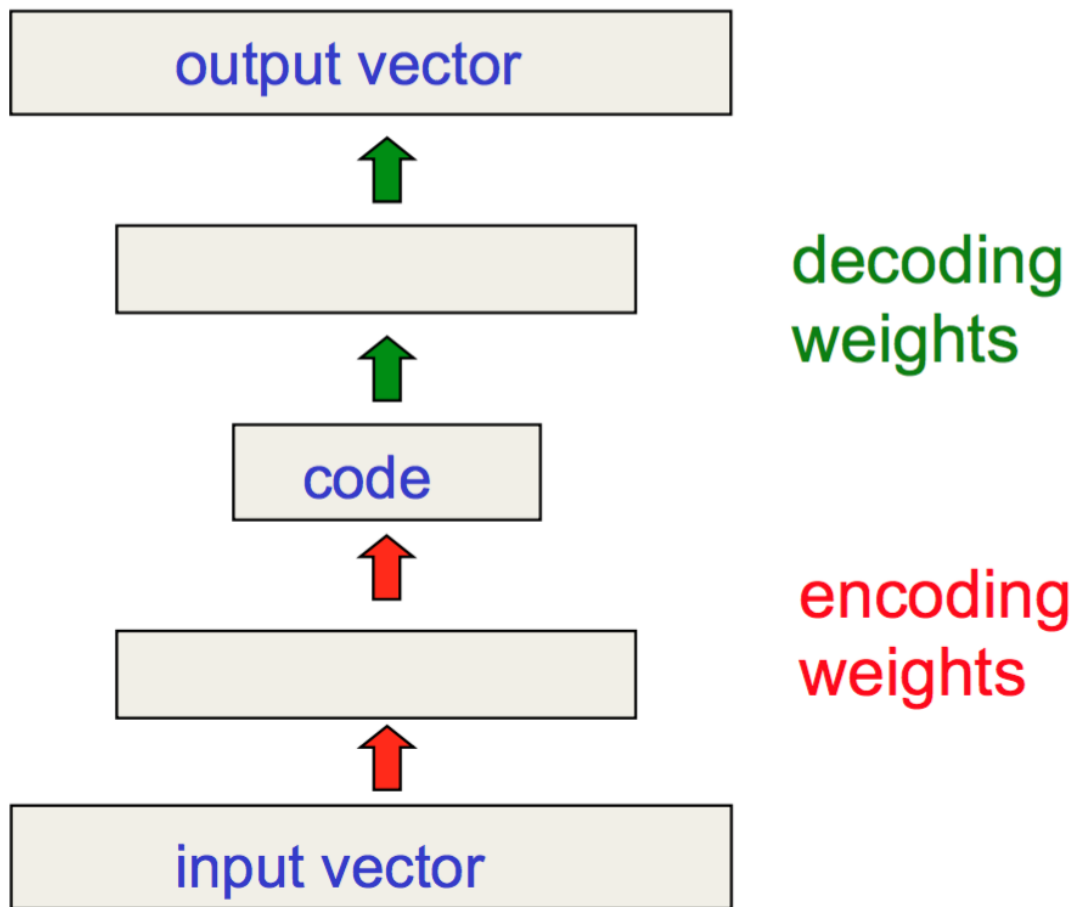 output vector
decoding
weights
code
encoding
weights
input vector